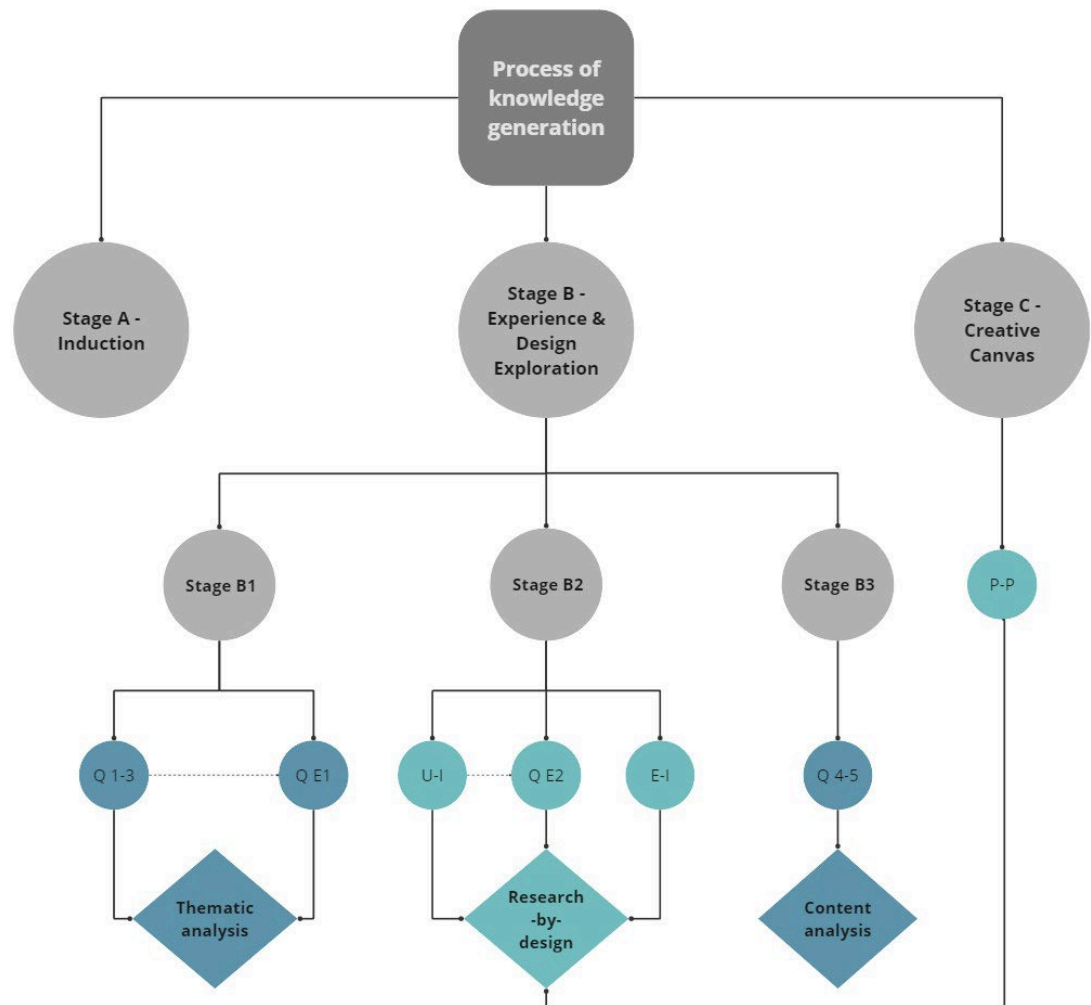 Process of
knowledge
generation
Stage A -
Induction
Stage B -
Experience &
Design
Exploration
Stage C -
Creative
Canvas
Stage B1
Stage B2
Stage B3
P-P
Q 1-3
Q E1
U-I
Q E2
E-I
Q 4-5
Thematic
analysis
Research
-by-
design
Content
analysis